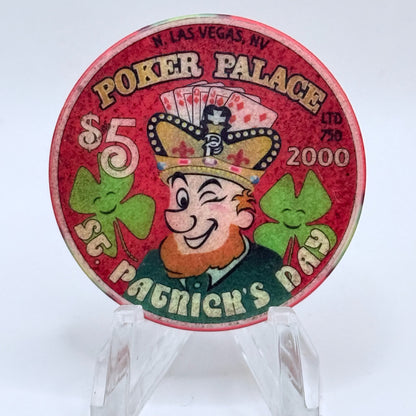 N. LAS VEGAS, NV
POKER PALACE
$5
LTD
750
2000
P
ST. PATRICK'S DAY